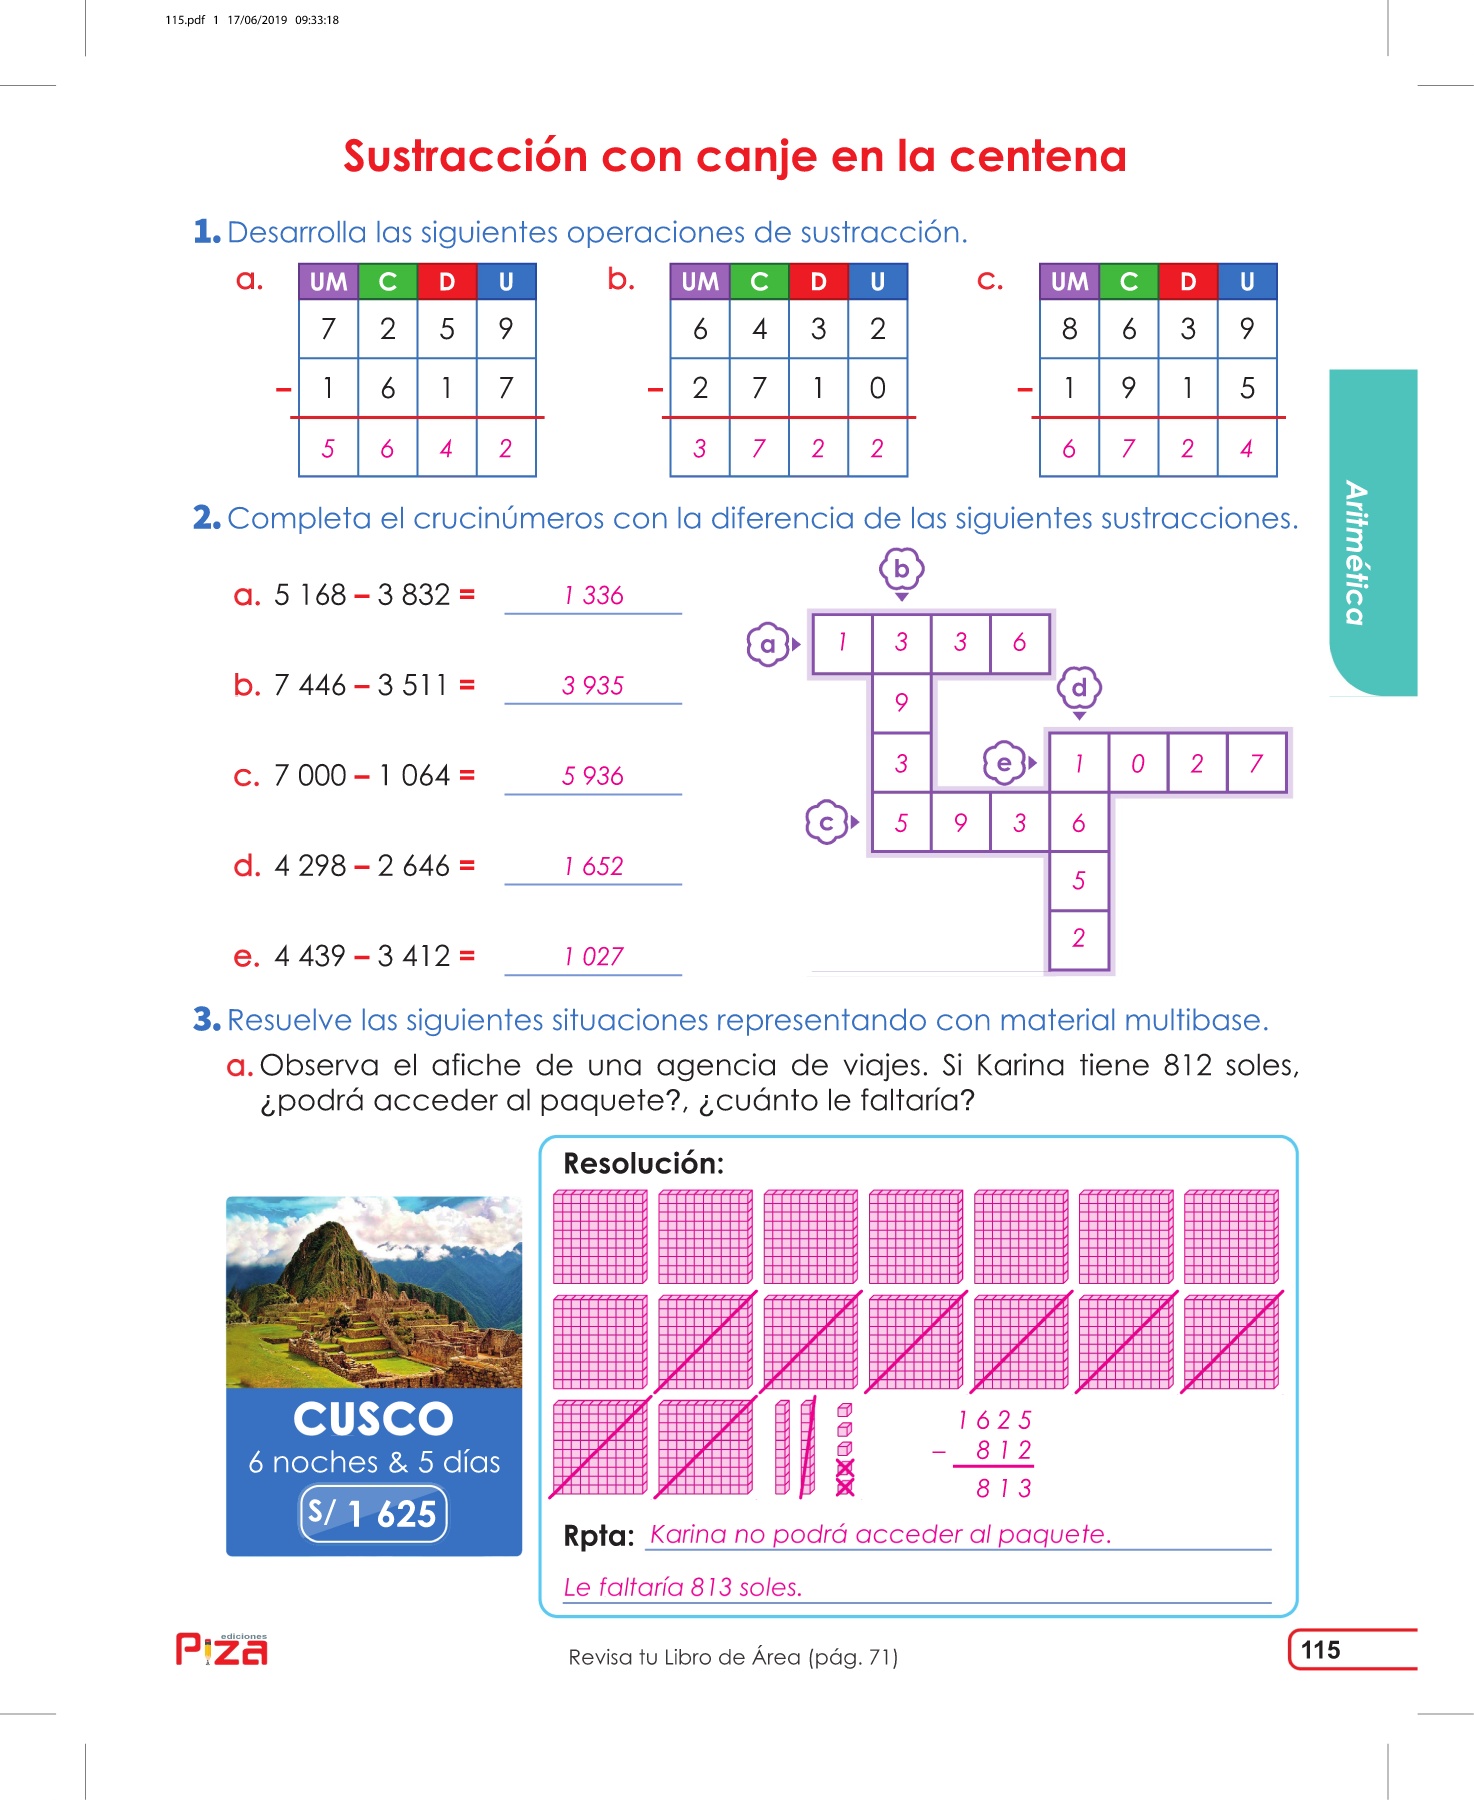 115.pdf 1 17/06/2019 09:33:18
Sustracción con canje en la centena
1. Desarrolla las siguientes operaciones de sustracción.
a. UM C D U
7 2 5 9
– 1 6 1 7
5 6 4 2
b. UM C D U
6 4 3 2
– 2 7 1 0
3 7 2 2
c. UM C D U
8 6 3 9
– 1 9 1 5
6 7 2 4
Aritmética
2. Completa el crucinúmeros con la diferencia de las siguientes sustracciones.
a. 5 168 – 3 832 = 1 336
b. 7 446 – 3 511 = 3 935
c. 7 000 – 1 064 = 5 936
d. 4 298 – 2 646 = 1 652
e. 4 439 – 3 412 = 1 027
b
a 1 3 3 6
9
d
3 e 1 0 2 7
c 5 9 3 6
5
2
3. Resuelve las siguientes situaciones representando con material multibase.
a. Observa el afiche de una agencia de viajes. Si Karina tiene 812 soles,
¿podrá acceder al paquete?, ¿cuánto le faltaría?
CUSCO
6 noches & 5 días
S/ 1 625
Resolución:
1 6 2 5
– 8 1 2
8 1 3
Rpta: Karina no podrá acceder al paquete.
Le faltaría 813 soles.
ediciones
Piza
Revisa tu Libro de Área (pág. 71)
115